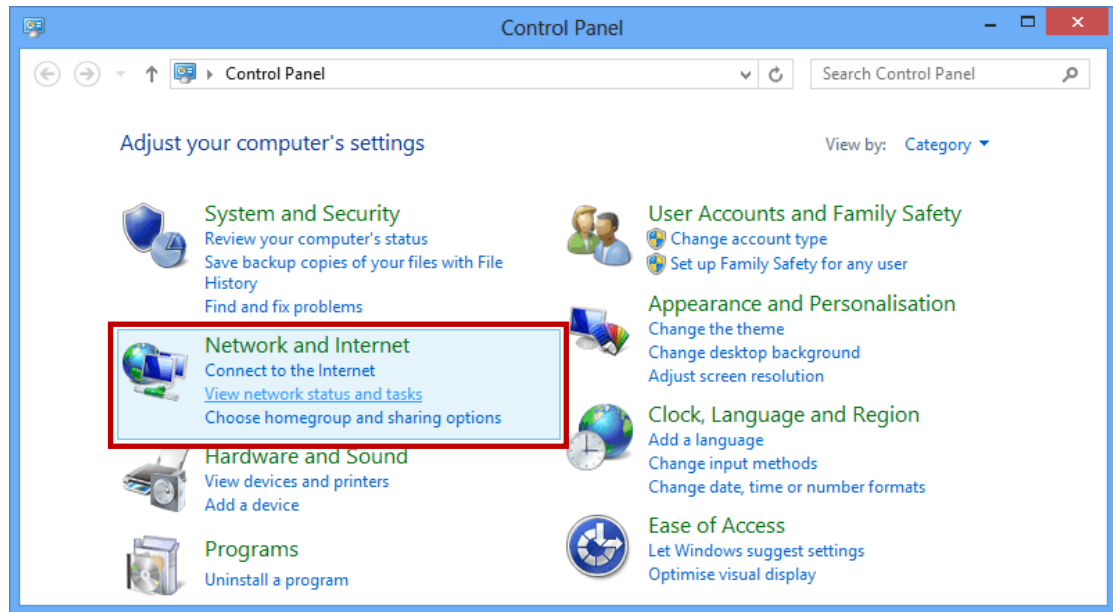 Control Panel
Control Panel
Search Control Panel
Adjust your computer's settings
View by: Category
System and Security
Review your computer's status
Save backup copies of your files with File
History
Find and fix problems
Network and Internet
Connect to the Internet
View network status and tasks
Choose homegroup and sharing options
Hardware and Sound
View devices and printers
Add a device
Programs
Uninstall a program
User Accounts and Family Safety
Change account type
Set up Family Safety for any user
Appearance and Personalisation
Change the theme
Change desktop background
Adjust screen resolution
Clock, Language and Region
Add a language
Change input methods
Change date, time or number formats
Ease of Access
Let Windows suggest settings
Optimise visual display